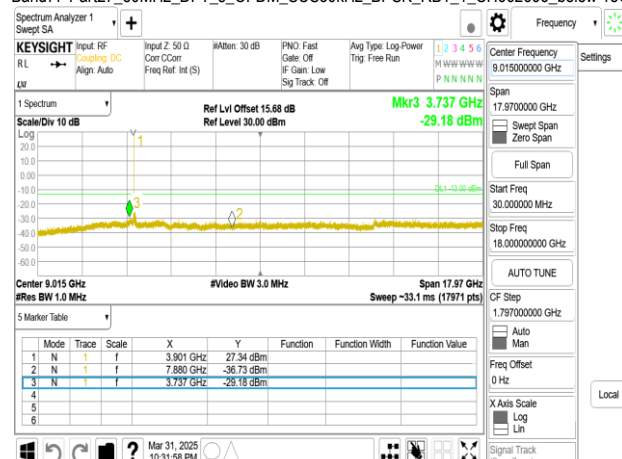 Spectrum Analyzer 1
Swept SA
Frequency
KEYSIGHT
RL
Input: RF
Coupling: DC
Align: Auto
Input Z: 50 Ω
Corr CCorr
Freq Ref: Int (S)
#Atten: 30 dB
PNO: Fast
Gate: Off
IF Gain: Low
Sig Track: Off
Avg Type: Log-Power
Trig: Free Run
1 2 3 4 5 6
M W W W W W
P N N N N N
Center Frequency
9.015000000 GHz
Settings
1 Spectrum
Scale/Div 10 dB
Ref Lvl Offset 15.68 dB
Ref Level 30.00 dBm
Mkr3 3.737 GHz
-29.18 dBm
Span
17.9700000 GHz
Swept Span
Zero Span
Full Span
Start Freq
30.000000 MHz
Stop Freq
18.000000000 GHz
AUTO TUNE
CF Step
1.797000000 GHz
Auto
Man
Freq Offset
0 Hz
X Axis Scale
Log
Lin
Signal Track
Local
Log
20.0
10.0
0.00
-10.0
-20.0
-30.0
-40.0
-50.0
-60.0
1
3
2
DL1 -13.00 dBm
Center 9.015 GHz
#Res BW 1.0 MHz
#Video BW 3.0 MHz
Span 17.97 GHz
Sweep ~33.1 ms (17971 pts)
5 Marker Table
Mode Trace Scale X Y Function Function Width Function Value
1 N 1 f 3.901 GHz 27.34 dBm
2 N 1 f 7.880 GHz -36.73 dBm
3 N 1 f 3.737 GHz -29.18 dBm
4
5
6
Mar 31, 2025
10:31:58 PM